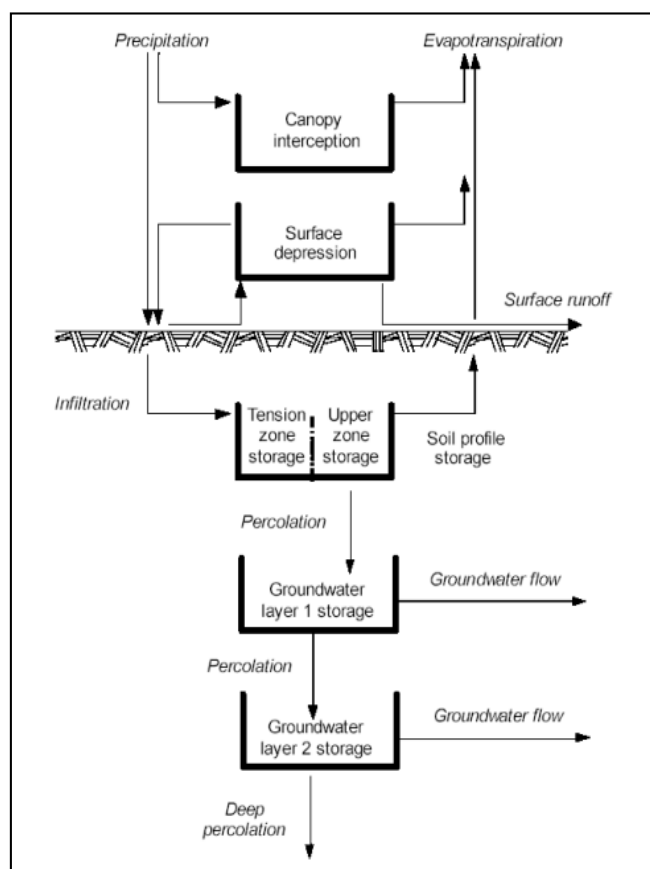 Precipitation
Evapotranspiration
Canopy
interception
Surface
depression
Surface runoff
Infiltration
Tension
zone
storage
Upper
zone
storage
Soil profile
storage
Percolation
Groundwater
layer 1 storage
Groundwater flow
Percolation
Groundwater
layer 2 storage
Groundwater flow
Deep
percolation